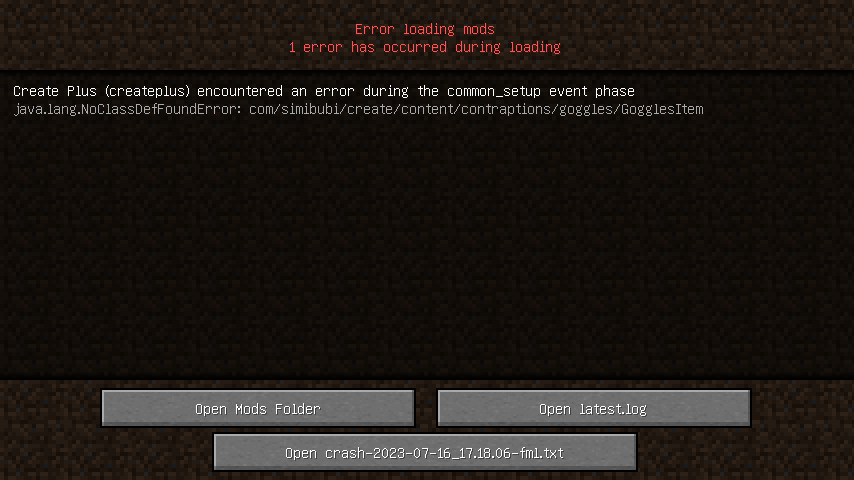 Error loading mods
1 error has occurred during loading
Create Plus (createplus) encountered an error during the common_setup event phase
java.lang.NoClassDefFoundError: com/simibubi/create/content/contraptions/goggles/GogglesItem
Open Mods Folder
Open latest.log
Open crash-2023-07-16_17.18.06-fml.txt